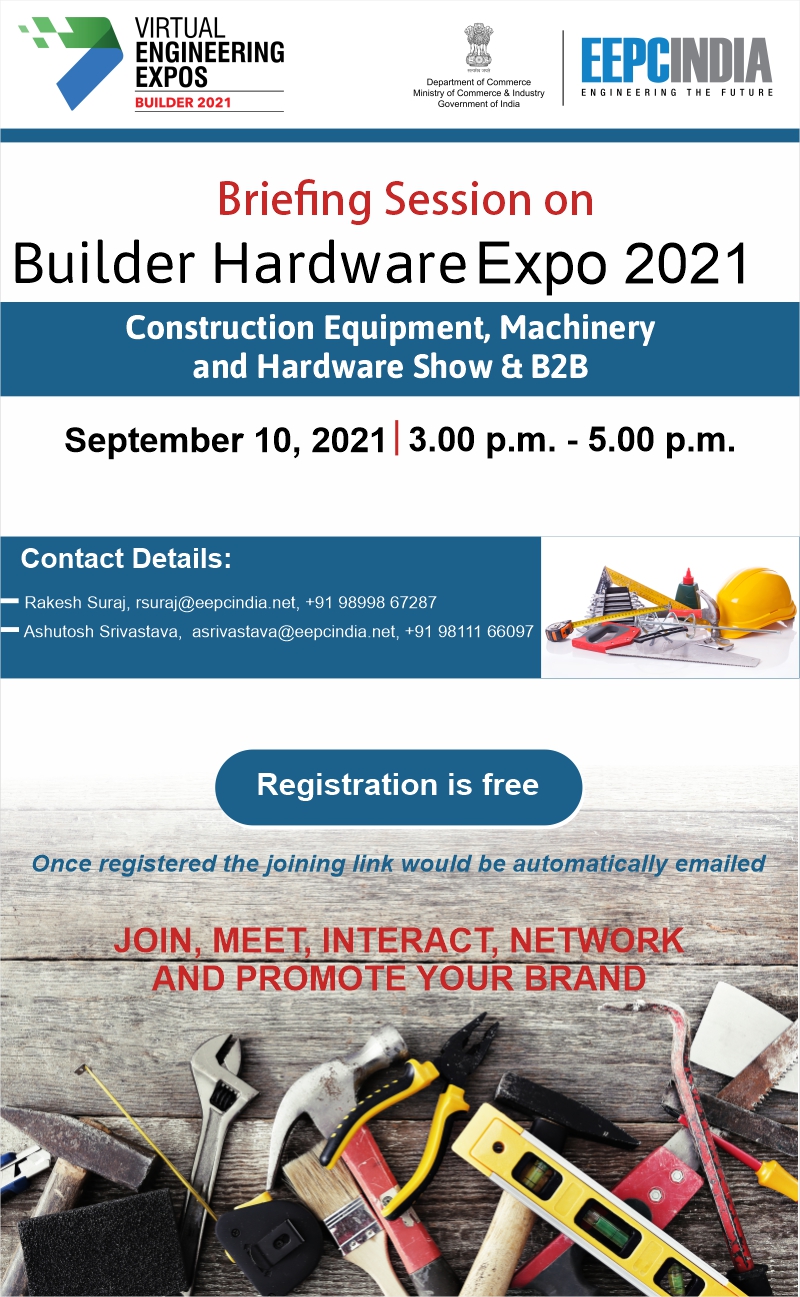 VIRTUAL
ENGINEERING
EXPOS
BUILDER 2021
Department of Commerce
Ministry of Commerce & Industry
Government of India
EEPCINDIA
ENGINEERING THE FUTURE
Briefing Session on
Builder Hardware Expo 2021
Construction Equipment, Machinery
and Hardware Show & B2B
September 10, 2021 | 3.00 p.m. - 5.00 p.m.
Contact Details:
Rakesh Suraj, rsuraj@eepcindia.net, +91 98998 67287
Ashutosh Srivastava, asrivastava@eepcindia.net, +91 98111 66097
Registration is free
Once registered the joining link would be automatically emailed
JOIN, MEET, INTERACT, NETWORK
AND PROMOTE YOUR BRAND